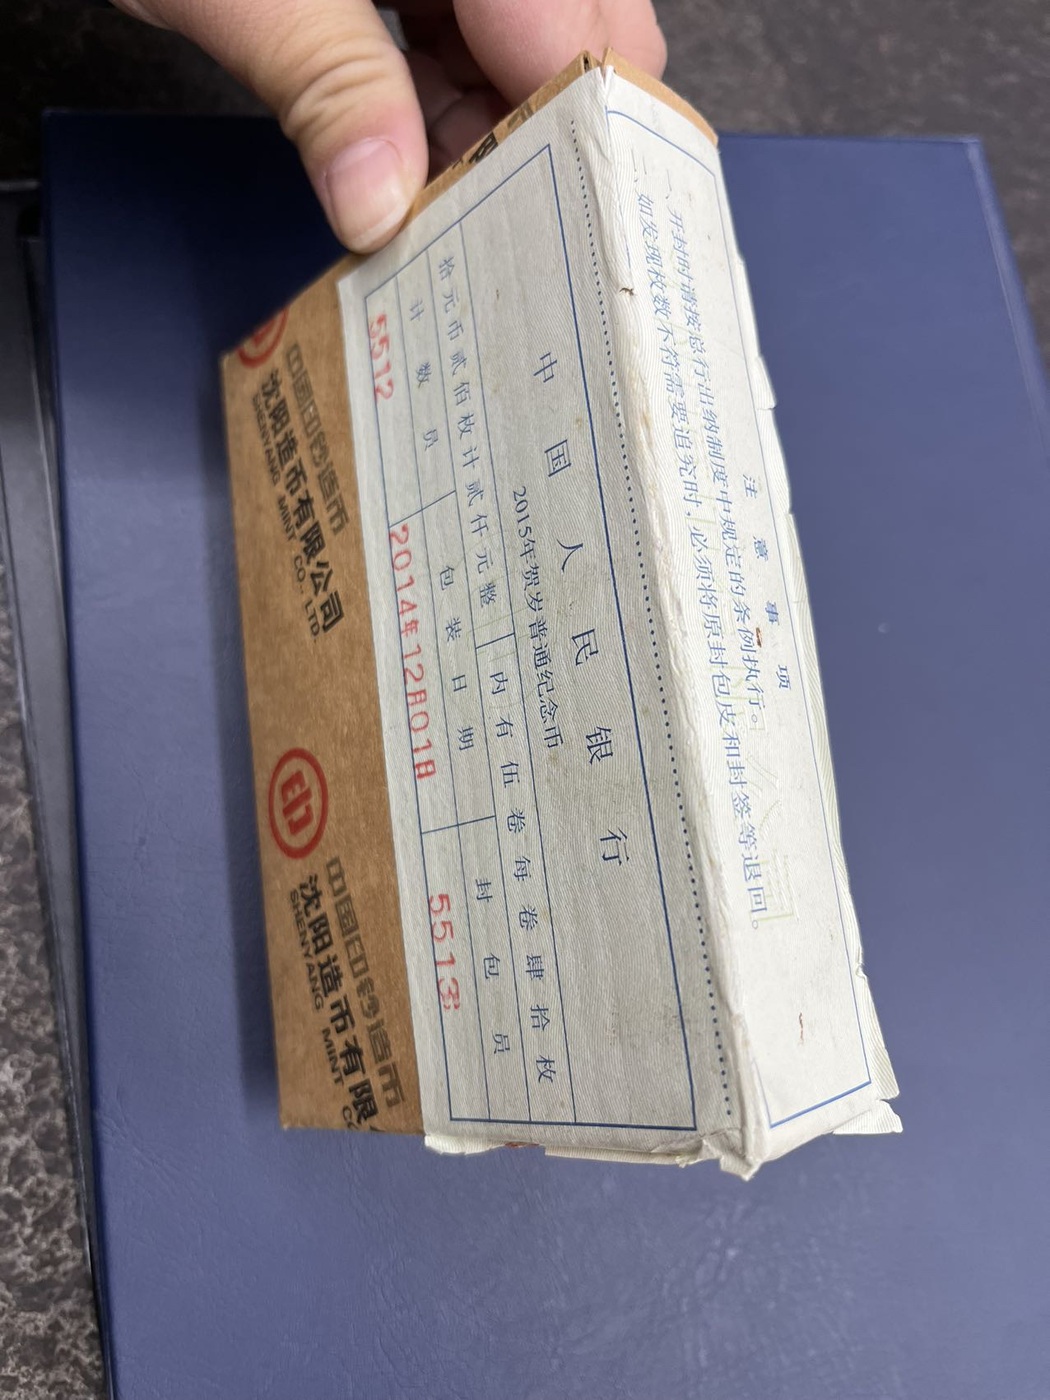 中国人民银行
2015年贺岁普通纪念币
拾元币贰佰枚计贰仟元整 内有伍卷每卷肆拾枚
计数员 包装日期 封包员
5512 2014年12月01日 5513
注意事项
一、开封时请按总行出纳制度中规定的条例执行。
二、如发现枚数不符需要追究时，必须将原封包皮和封签等退回。
中国印钞造币
沈阳造币有限公司
SHENYANG MINT CO., LTD.
中国印钞造币
沈阳造币有限
SHENYANG MINT